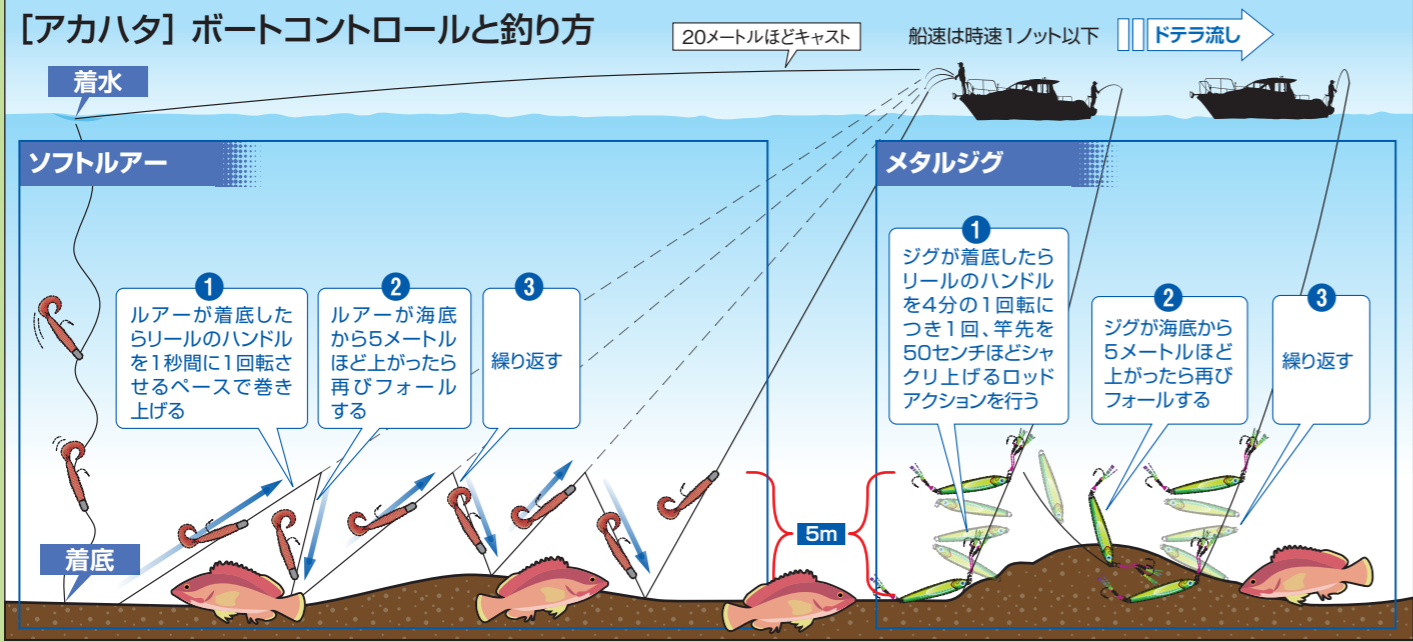 [アカハタ] ボートコントロールと釣り方
20メートルほどキャスト
船速は時速1ノット以下
ドテラ流し
着水
ソフトルアー
1
ルアーが着底した
らリールのハンドル
を1秒間に1回転さ
せるペースで巻き
上げる
2
ルアーが海底
から5メートル
ほど上がったら
再びフォール
する
3
繰り返す
着底
5m
メタルジグ
1
ジグが着底したら
リールのハンドル
を4分の1回転に
つき1回、竿先を
50センチほどシャ
クリ上げるロッド
アクションを行う
2
ジグが海底から
5メートルほど
上がったら再び
フォールする
3
繰り返す